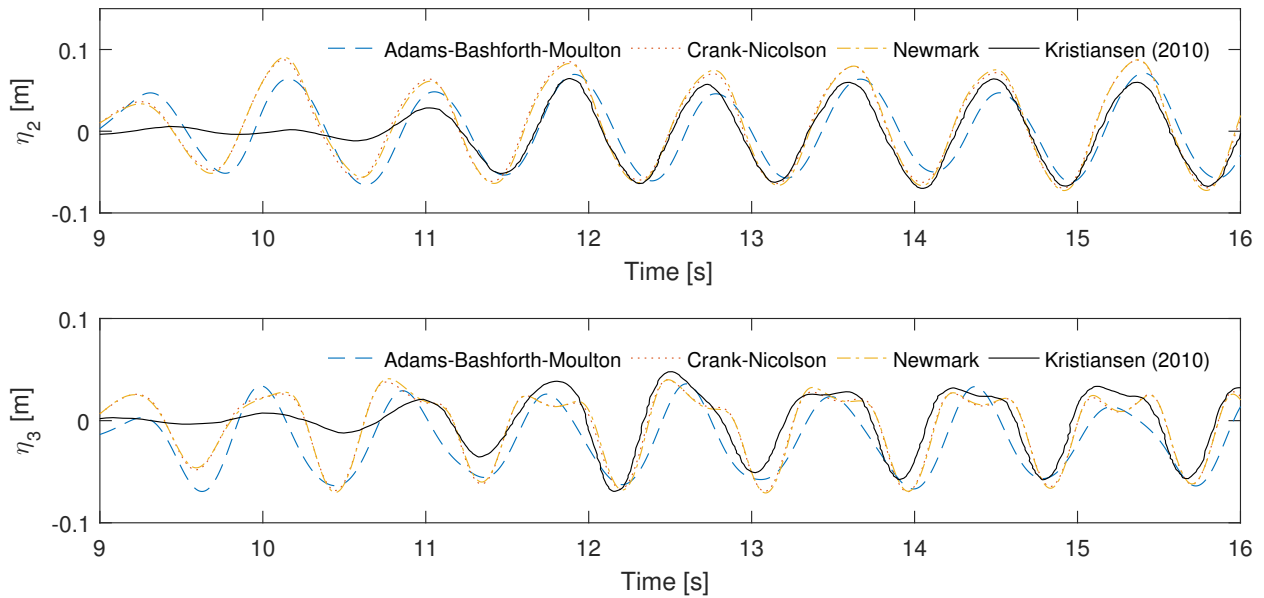 0.1
Adams-Bashforth-Moulton Crank-Nicolson Newmark Kristiansen (2010)
η2 [m]
0
-0.1
9 10 11 12 13 14 15 16
Time [s]
0.1
Adams-Bashforth-Moulton Crank-Nicolson Newmark Kristiansen (2010)
η3 [m]
0
-0.1
9 10 11 12 13 14 15 16
Time [s]